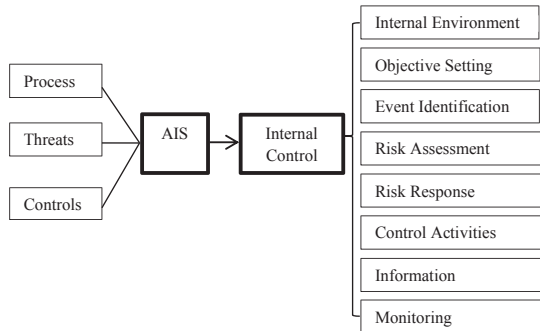 Process
Threats
Controls
AIS
Internal
Control
Internal Environment
Objective Setting
Event Identification
Risk Assessment
Risk Response
Control Activities
Information
Monitoring